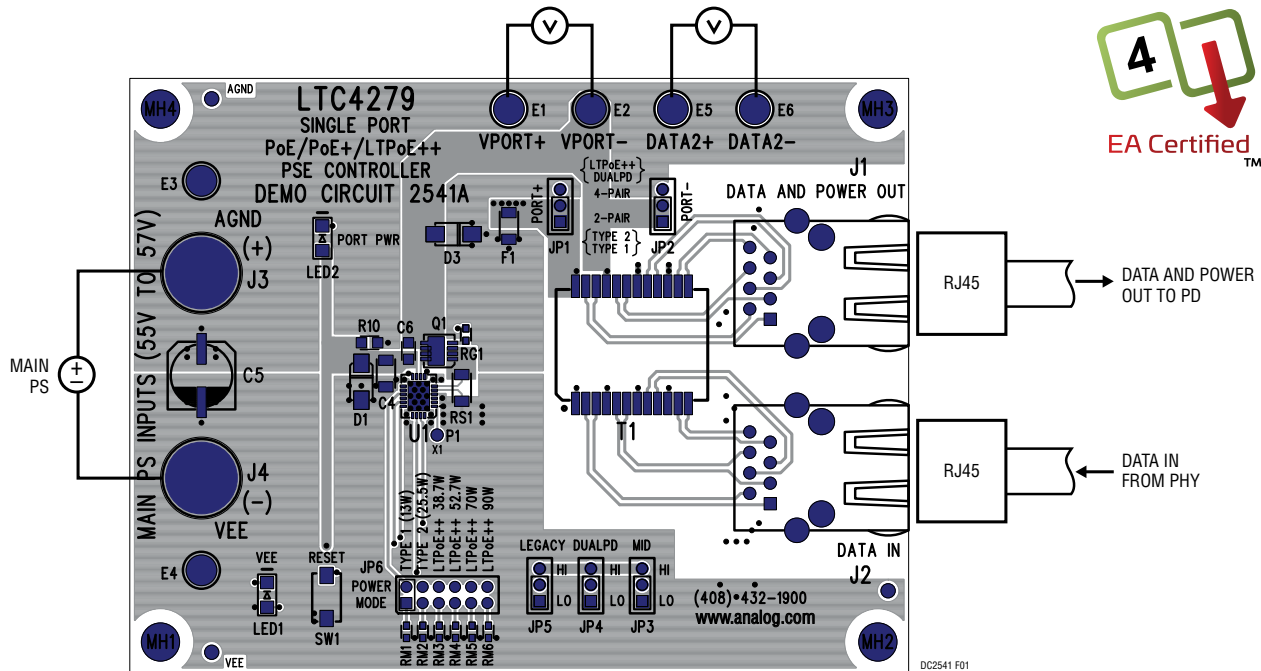 V
V
4
EA Certified
TM
MH4
AGND
LTC4279
SINGLE PORT
PoE/PoE+/LTPoE++
PSE CONTROLLER
DEMO CIRCUIT 2541A
E1
E2
E5
E6
VPORT+
VPORT-
DATA2+
DATA2-
MH3
J1
DATA AND POWER OUT
E3
AGND
(+)
J3
PORT PWR
LED2
D3
F1
PORT+
JP1
LTPoE++
DUALPD
4-PAIR
2-PAIR
TYPE 2
TYPE 1
PORT-
JP2
RJ45
DATA AND POWER
OUT TO PD
MAIN
PS
+
−
MAIN PS INPUTS (55V TO 57V)
C5
R10
C6
Q1
RG1
D1
C4
U1
RS1
P1
X1
T1
RJ45
DATA IN
FROM PHY
J4
(-)
VEE
E4
VEE
LED1
RESET
SW1
JP6
POWER
MODE
TYPE 1 (13W)
TYPE 2 (25.5W)
LTPoE++ 38.7W
LTPoE++ 52.7W
LTPoE++ 70W
LTPoE++ 90W
RM1
RM2
RM3
RM4
RM5
RM6
LEGACY
DUALPD
MID
HI
HI
HI
LO
LO
LO
JP5
JP4
JP3
DATA IN
J2
(408)•432-1900
www.analog.com
MH1
VEE
MH2
DC2541 F01